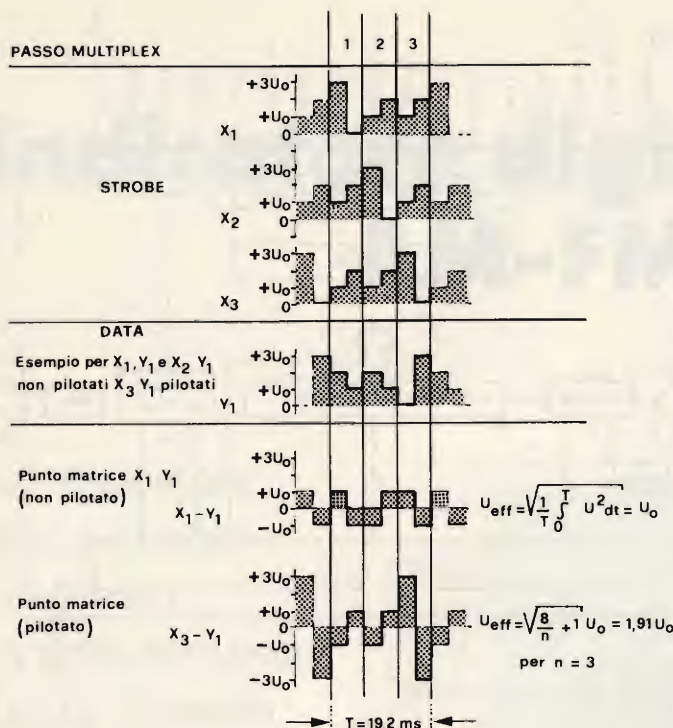 1 2 3
PASSO MULTIPLEX
+3U₀
+U₀
0
X₁
STROBE
+3U₀
+U₀
0
X₂
+3U₀
+U₀
0
X₃
DATA
Esempio per X₁, Y₁ e X₂ Y₁
non pilotati X₃ Y₁ pilotati
+3U₀
+U₀
0
Y₁
Punto matrice X₁ Y₁
(non pilotato)
+3U₀
+U₀
0
−U₀
X₁−Y₁
Ueff=√(1/T ∫₀ᵀ U²dt) = U₀
Punto matrice
(pilotato)
+3U₀
+U₀
0
−U₀
−3U₀
X₃−Y₁
Ueff=√(8/n +1) U₀ = 1,91U₀
per n = 3
T=19.2 ms